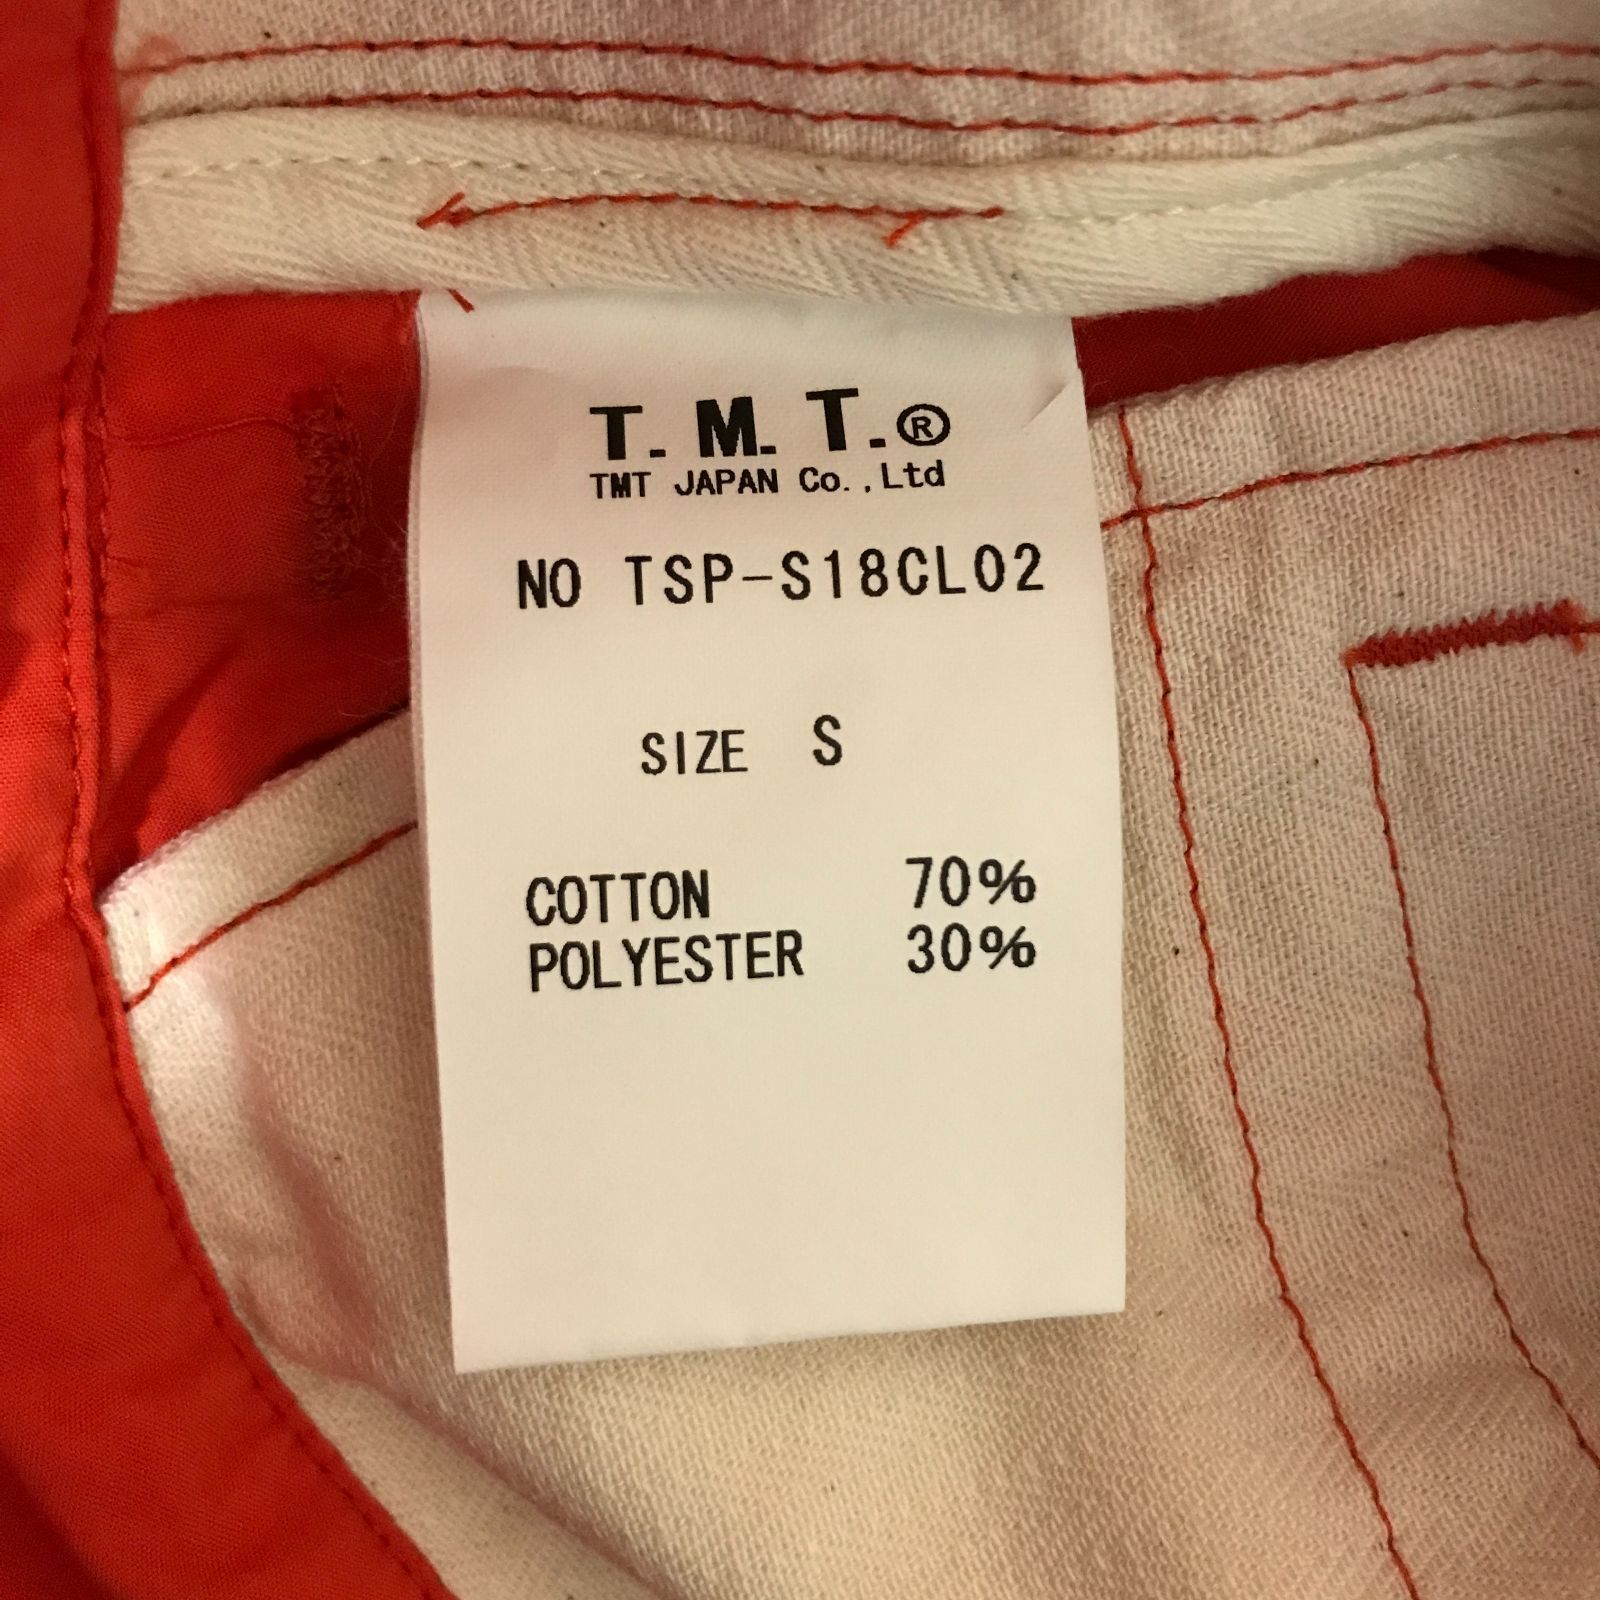 T. M. T.®
TMT JAPAN Co.,Ltd
NO TSP-S18CL02
SIZE S
COTTON 70%
POLYESTER 30%